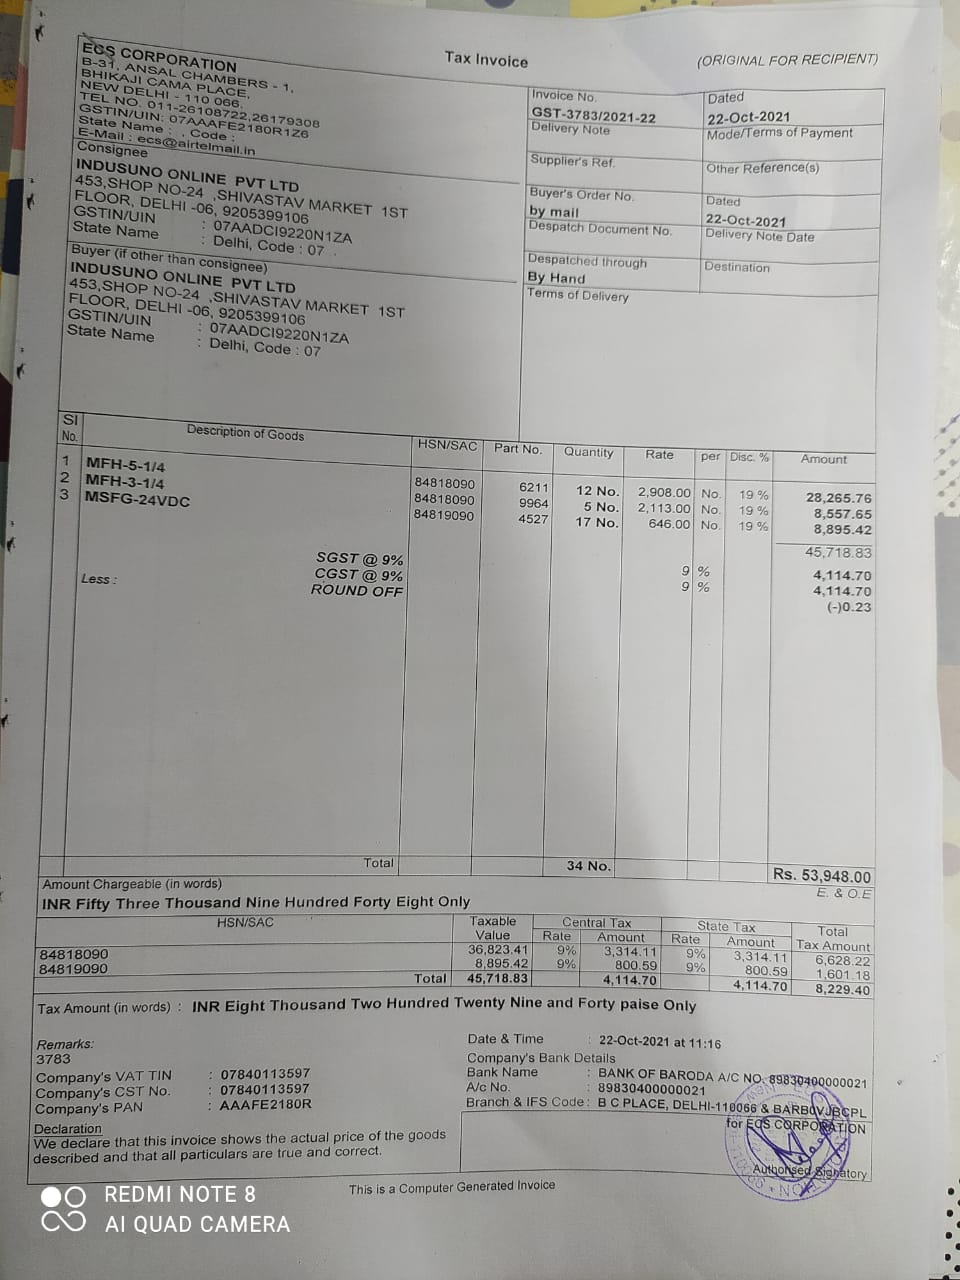 Tax Invoice
(ORIGINAL FOR RECIPIENT)
ECS CORPORATION
B-31, ANSAL CHAMBERS - 1,
BHIKAJI CAMA PLACE,
NEW DELHI - 110 066.
TEL NO. 011-26108722,26179308
GSTIN/UIN: 07AAAFE2180R1Z6
State Name : , Code :
E-Mail : ecs@airtelmail.in
Invoice No.
GST-3783/2021-22
Dated
22-Oct-2021
Delivery Note
Mode/Terms of Payment
Supplier's Ref.
Other Reference(s)
Buyer's Order No.
by mail
Dated
22-Oct-2021
Despatch Document No.
Delivery Note Date
Despatched through
By Hand
Destination
Terms of Delivery
Consignee
INDUSUNO ONLINE PVT LTD
453,SHOP NO-24 ,SHIVASTAV MARKET 1ST
FLOOR, DELHI -06, 9205399106
GSTIN/UIN : 07AADCI9220N1ZA
State Name : Delhi, Code : 07
Buyer (if other than consignee)
INDUSUNO ONLINE PVT LTD
453,SHOP NO-24 ,SHIVASTAV MARKET 1ST
FLOOR, DELHI -06, 9205399106
GSTIN/UIN : 07AADCI9220N1ZA
State Name : Delhi, Code : 07
Sl No. Description of Goods HSN/SAC Part No. Quantity Rate per Disc. % Amount
1 MFH-5-1/4 84818090 6211 12 No. 2,908.00 No. 19 % 28,265.76
2 MFH-3-1/4 84818090 9964 5 No. 2,113.00 No. 19 % 8,557.65
3 MSFG-24VDC 84819090 4527 17 No. 646.00 No. 19 % 8,895.42
45,718.83
SGST @ 9% 9 % 4,114.70
CGST @ 9% 9 % 4,114.70
Less : ROUND OFF (-)0.23
Total 34 No. Rs. 53,948.00
Amount Chargeable (in words) E. & O.E
INR Fifty Three Thousand Nine Hundred Forty Eight Only
HSN/SAC Taxable Value Central Tax State Tax Total Tax Amount
Rate Amount Rate Amount
84818090 36,823.41 9% 3,314.11 9% 3,314.11 6,628.22
84819090 8,895.42 9% 800.59 9% 800.59 1,601.18
Total 45,718.83 4,114.70 4,114.70 8,229.40
Tax Amount (in words) : INR Eight Thousand Two Hundred Twenty Nine and Forty paise Only
Remarks:
3783
Company's VAT TIN : 07840113597
Company's CST No. : 07840113597
Company's PAN : AAAFE2180R
Declaration
We declare that this invoice shows the actual price of the goods
described and that all particulars are true and correct.
Date & Time : 22-Oct-2021 at 11:16
Company's Bank Details
Bank Name : BANK OF BARODA A/C NO. 89830400000021
A/c No. : 89830400000021
Branch & IFS Code : B C PLACE, DELHI-110066 & BARB0VJBCPL
for ECS CORPORATION
Authorised Signatory
This is a Computer Generated Invoice
REDMI NOTE 8
AI QUAD CAMERA